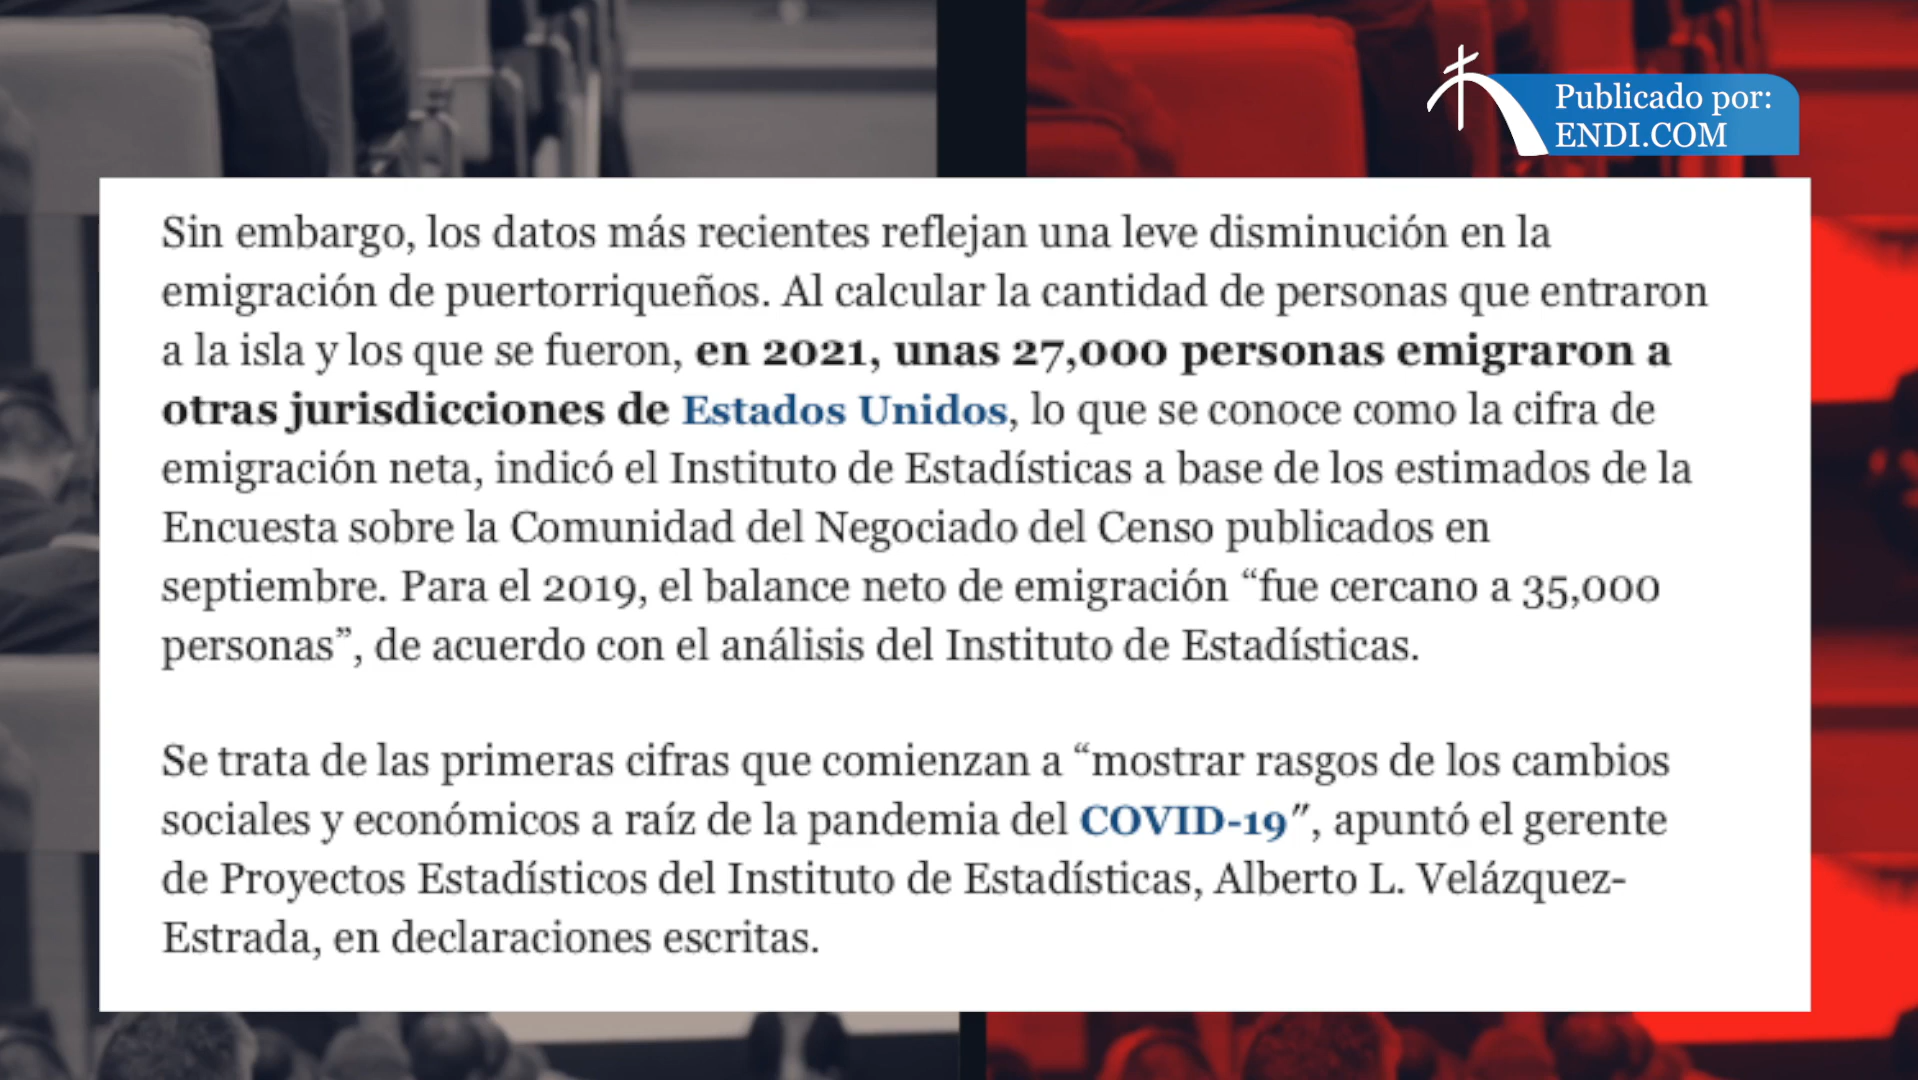 Publicado por:
ENDI.COM
Sin embargo, los datos más recientes reflejan una leve disminución en la
emigración de puertorriqueños. Al calcular la cantidad de personas que entraron
a la isla y los que se fueron, en 2021, unas 27,000 personas emigraron a
otras jurisdicciones de Estados Unidos, lo que se conoce como la cifra de
emigración neta, indicó el Instituto de Estadísticas a base de los estimados de la
Encuesta sobre la Comunidad del Negociado del Censo publicados en
septiembre. Para el 2019, el balance neto de emigración “fue cercano a 35,000
personas”, de acuerdo con el análisis del Instituto de Estadísticas.
Se trata de las primeras cifras que comienzan a “mostrar rasgos de los cambios
sociales y económicos a raíz de la pandemia del COVID-19", apuntó el gerente
de Proyectos Estadísticos del Instituto de Estadísticas, Alberto L. Velázquez-
Estrada, en declaraciones escritas.